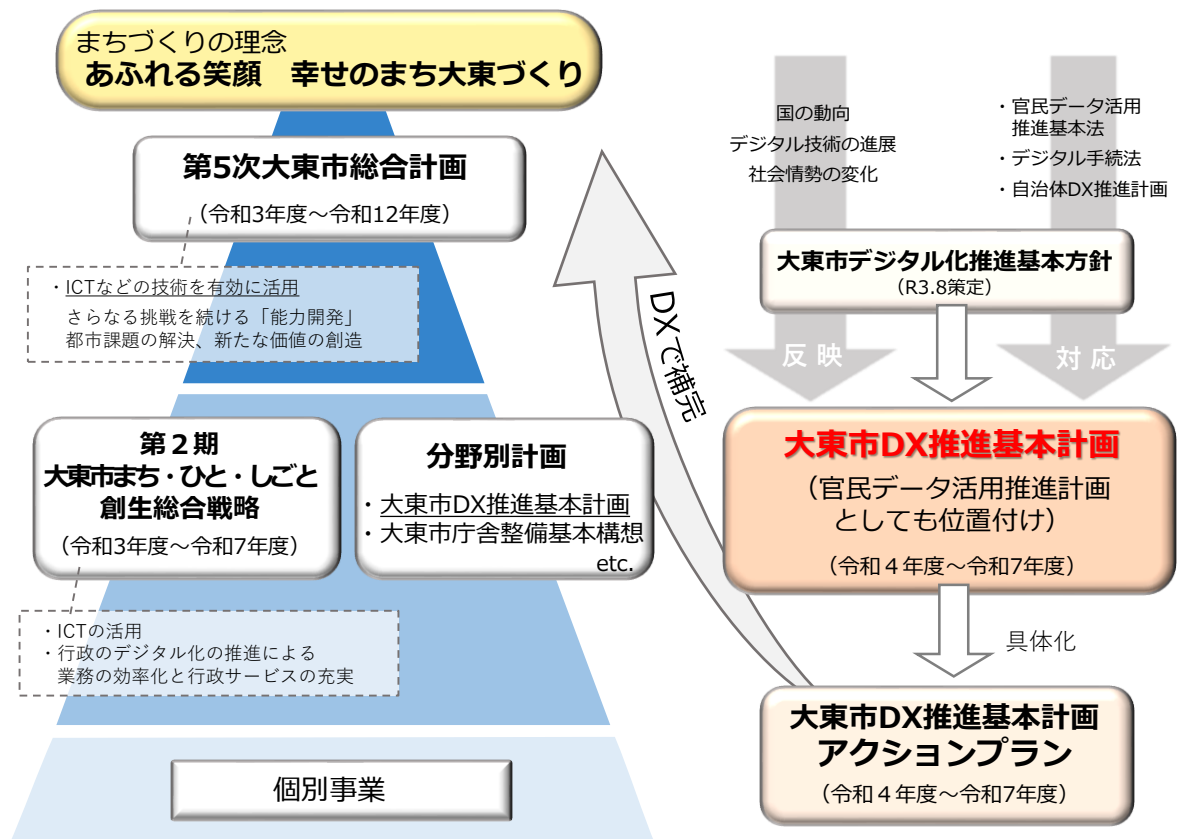 まちづくりの理念
あふれる笑顔　幸せのまち大東づくり
第5次大東市総合計画
（令和3年度～令和12年度）
・ICTなどの技術を有効に活用
さらなる挑戦を続ける「能力開発」
都市課題の解決、新たな価値の創造
第２期
大東市まち・ひと・しごと
創生総合戦略
（令和3年度～令和7年度）
分野別計画
・大東市DX推進基本計画
・大東市庁舎整備基本構想
etc.
・ICTの活用
・行政のデジタル化の推進による
業務の効率化と行政サービスの充実
個別事業
DXで補完
国の動向
デジタル技術の進展
社会情勢の変化
・官民データ活用
推進基本法
・デジタル手続法
・自治体DX推進計画
大東市デジタル化推進基本方針
（R3.8策定）
反映
対応
大東市DX推進基本計画
（官民データ活用推進計画
としても位置付け）
（令和４年度～令和7年度）
具体化
大東市DX推進基本計画
アクションプラン
（令和４年度～令和7年度）